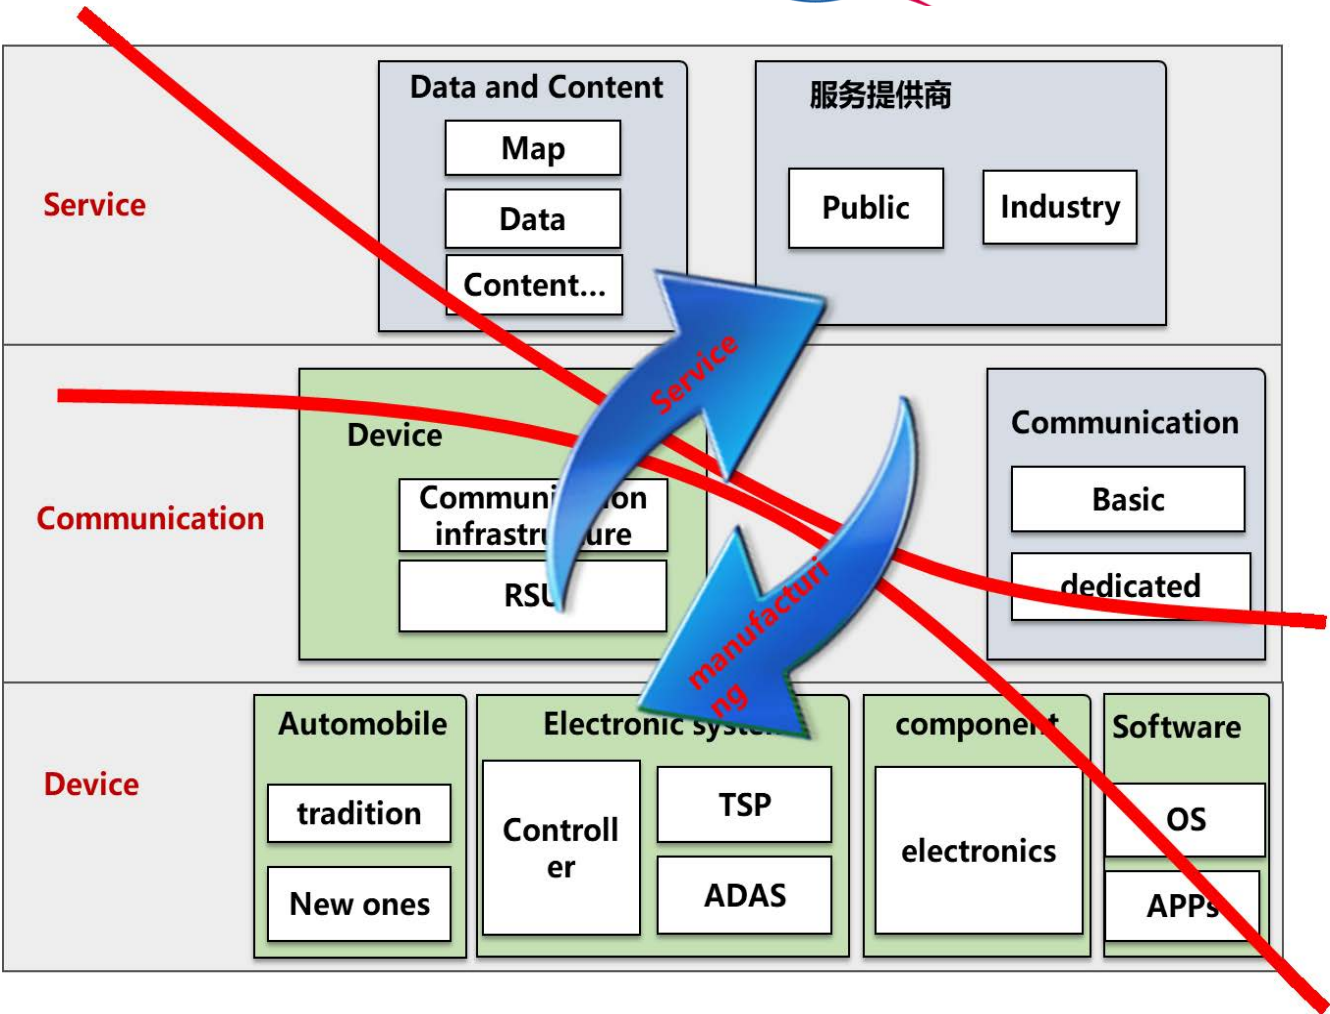 Service
Data and Content
Map
Data
Content...
服务提供商
Public
Industry
Service
Communication
Device
Communi on
infrastru ure
RSU
Communication
Basic
dedicated
manufacturi
ng
Device
Automobile
tradition
New ones
Electronic system
Controll
er
TSP
ADAS
component
electronics
Software
OS
APPs